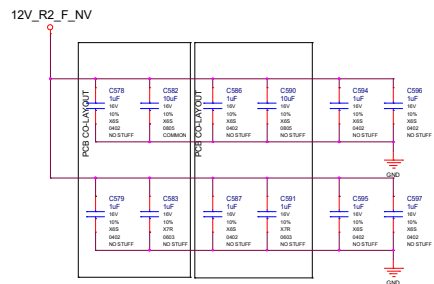 12V_R2_F_NV
PCB CO-LAYOUT
C578
1uF
16V
10%
X6S
0402
NO STUFF
C582
10uF
16V
10%
X6S
0805
COMMON
PCB CO-LAYOUT
C586
1uF
16V
10%
X6S
0402
NO STUFF
C590
10uF
16V
10%
X6S
0805
NO STUFF
C594
1uF
16V
10%
X6S
0402
NO STUFF
C596
1uF
16V
10%
X6S
0402
NO STUFF
GND
C579
1uF
16V
10%
X6S
0402
NO STUFF
C583
1uF
16V
10%
X7R
0603
NO STUFF
C587
1uF
16V
10%
X6S
0402
NO STUFF
C591
1uF
16V
10%
X7R
0603
NO STUFF
C595
1uF
16V
10%
X6S
0402
NO STUFF
C597
1uF
16V
10%
X6S
0402
NO STUFF
GND